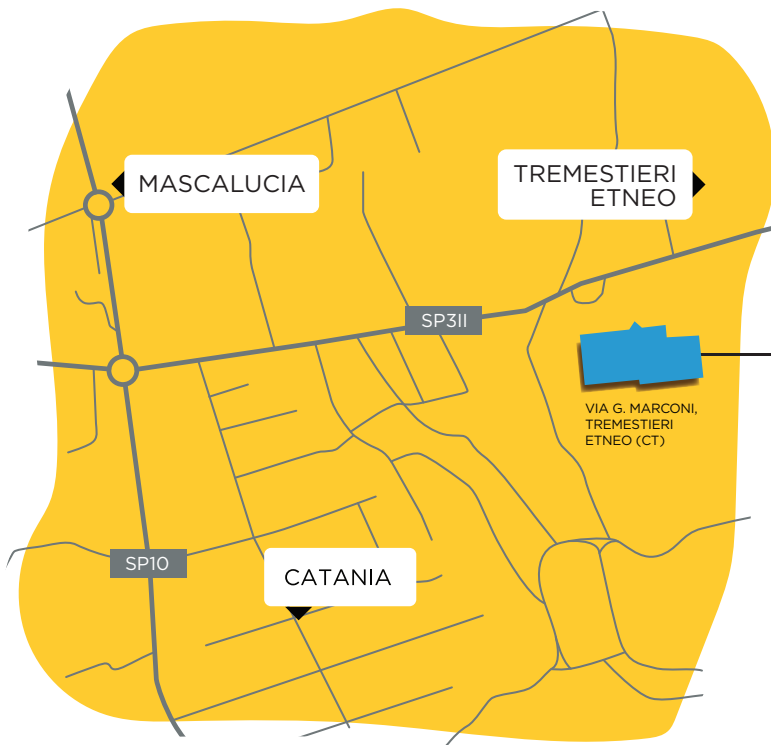 MASCALUCIA
TREMESTIERI
ETNEO
SP3II
VIA G. MARCONI,
TREMESTIERI
ETNEO (CT)
SP10
CATANIA